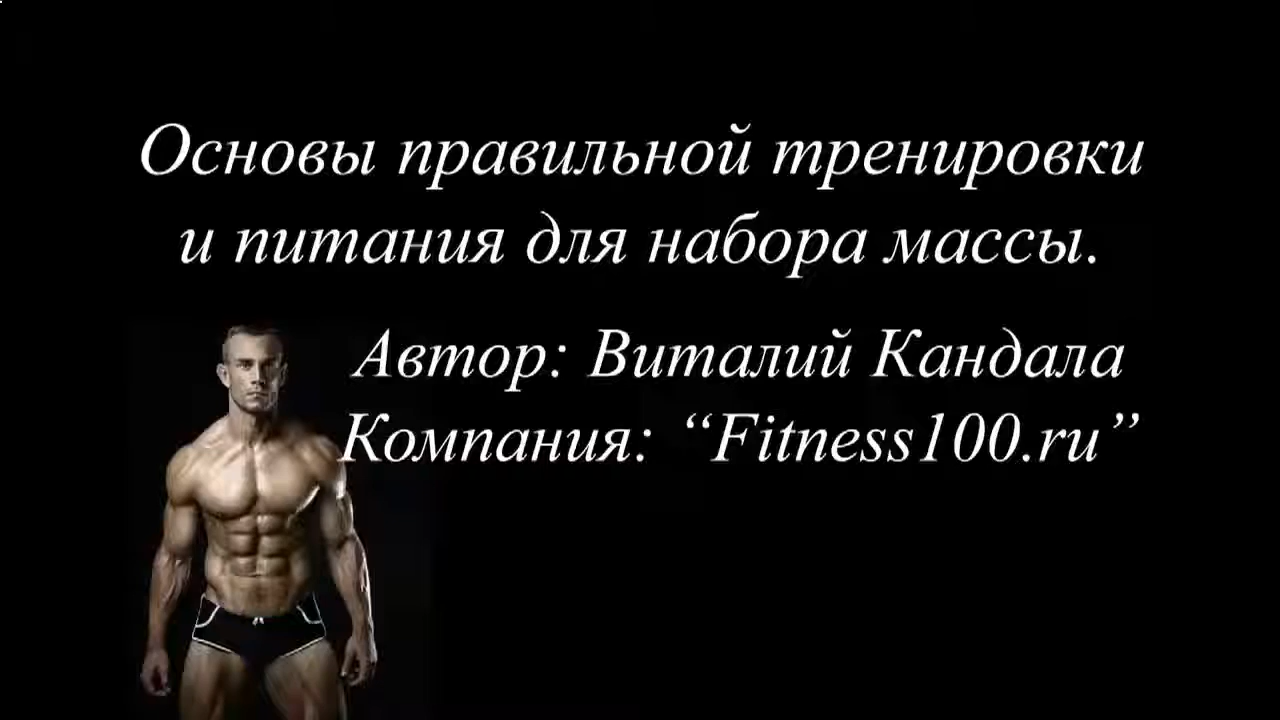 Основы правильной тренировки
и питания для набора массы.
Автор: Виталий Кандала
Компания: “Fitness100.ru”